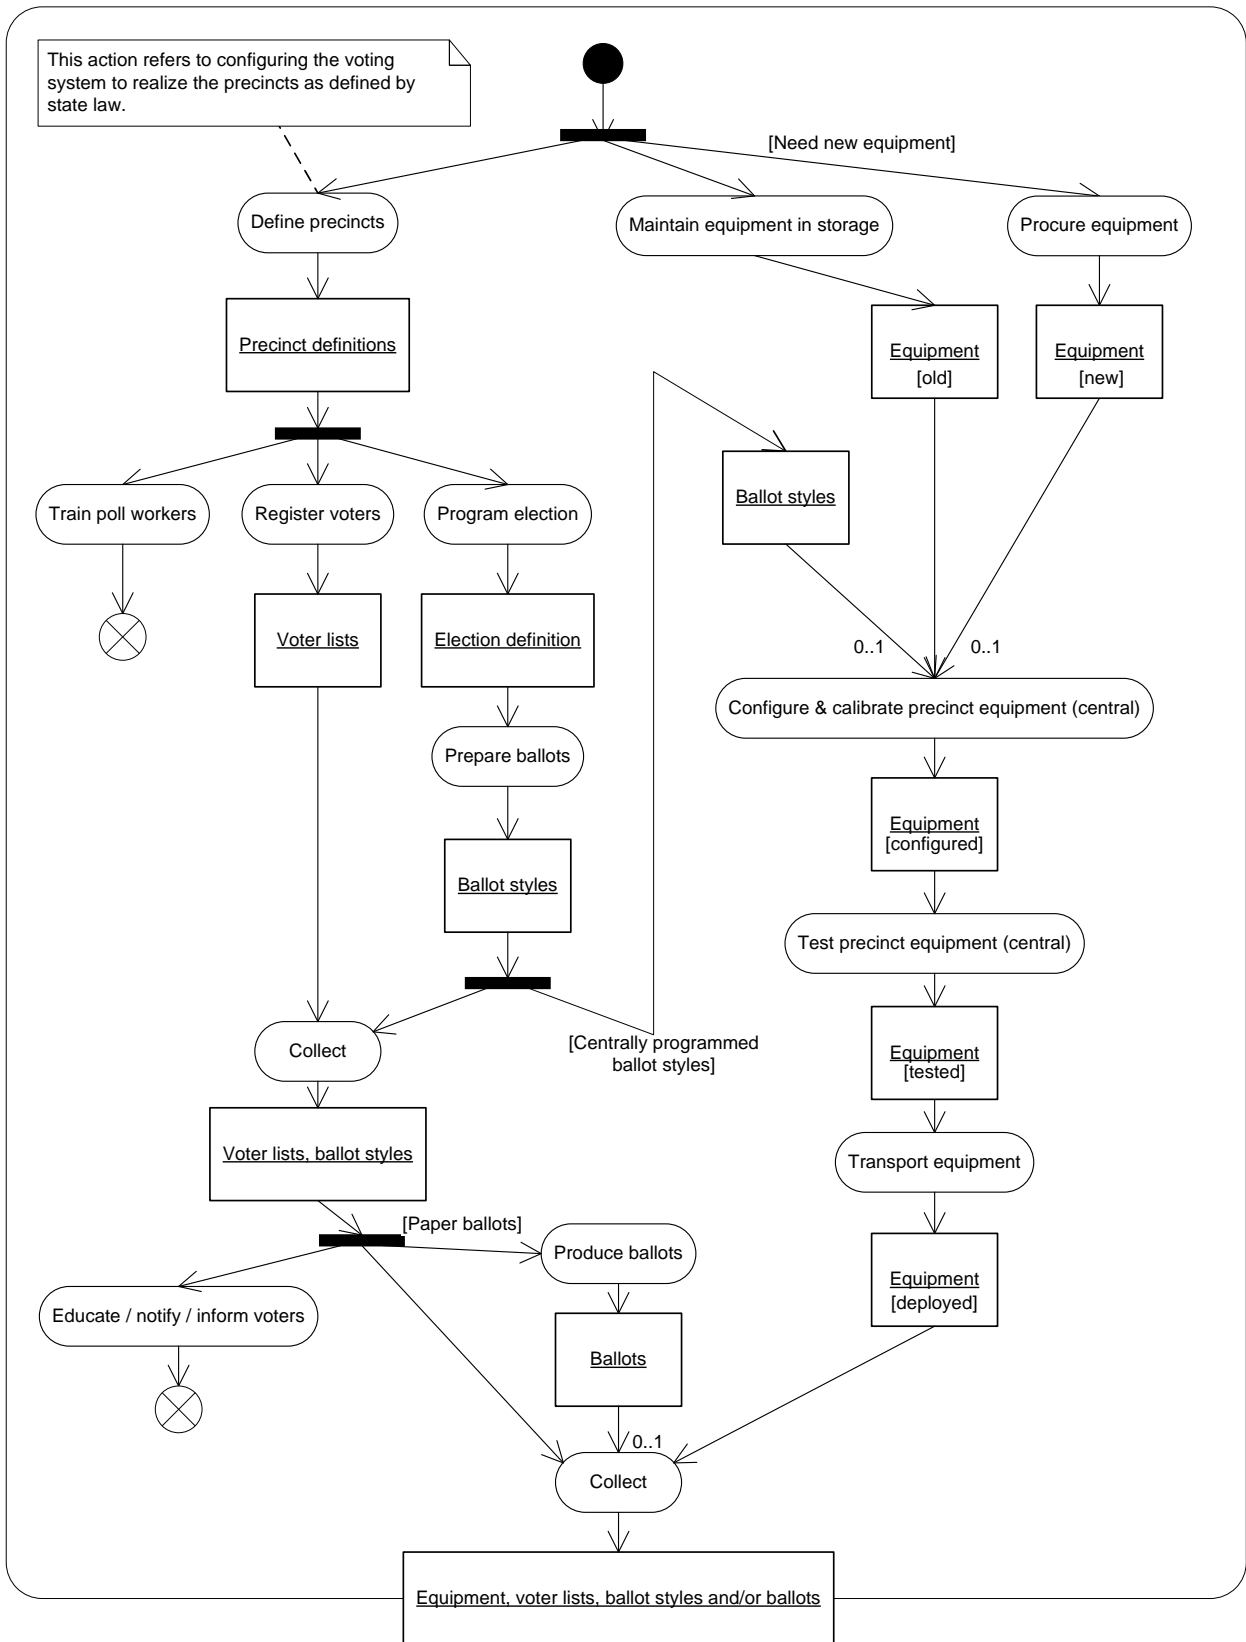 This action refers to configuring the voting
system to realize the precincts as defined by
state law.
[Need new equipment]
Define precincts
Maintain equipment in storage
Procure equipment
Precinct definitions
Equipment
[old]
Equipment
[new]
Ballot styles
Train poll workers
Register voters
Program election
Voter lists
Election definition
0..1
0..1
Configure & calibrate precinct equipment (central)
Prepare ballots
Equipment
[configured]
Ballot styles
Test precinct equipment (central)
Collect
[Centrally programmed
ballot styles]
Equipment
[tested]
Voter lists, ballot styles
Transport equipment
[Paper ballots]
Produce ballots
Equipment
[deployed]
Educate / notify / inform voters
Ballots
0..1
Collect
Equipment, voter lists, ballot styles and/or ballots